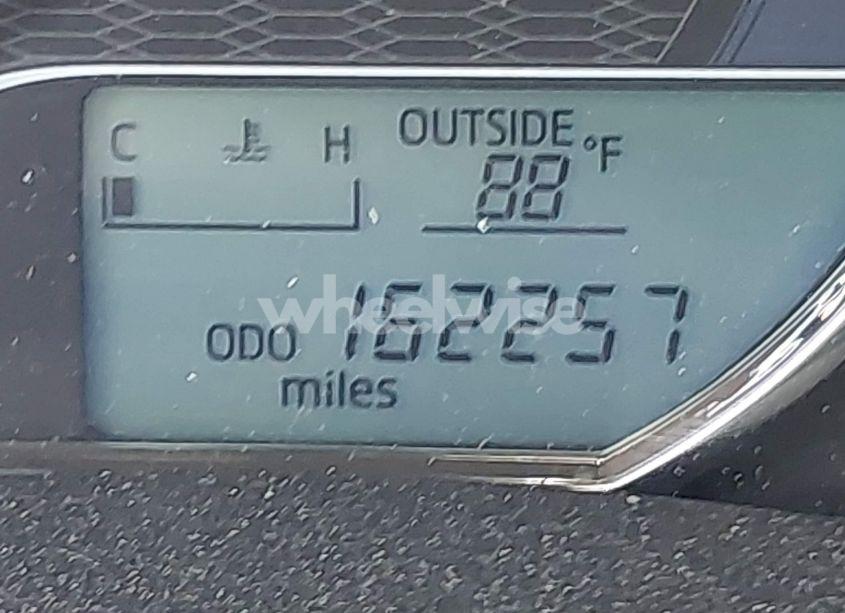 C H OUTSIDE
88 °F
wheelwise
ODO 162257
miles